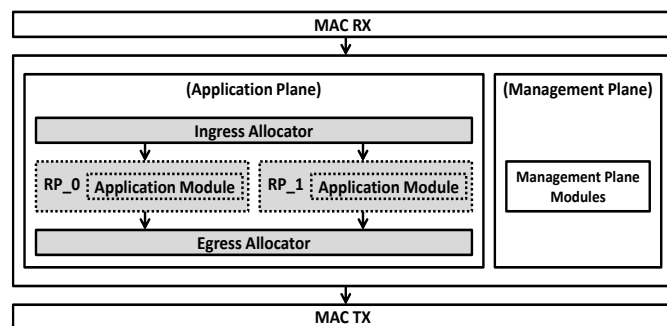 MAC RX
(Application Plane)
(Management Plane)
Ingress Allocator
RP_0
Application Module
RP_1
Application Module
Management Plane
Modules
Egress Allocator
MAC TX